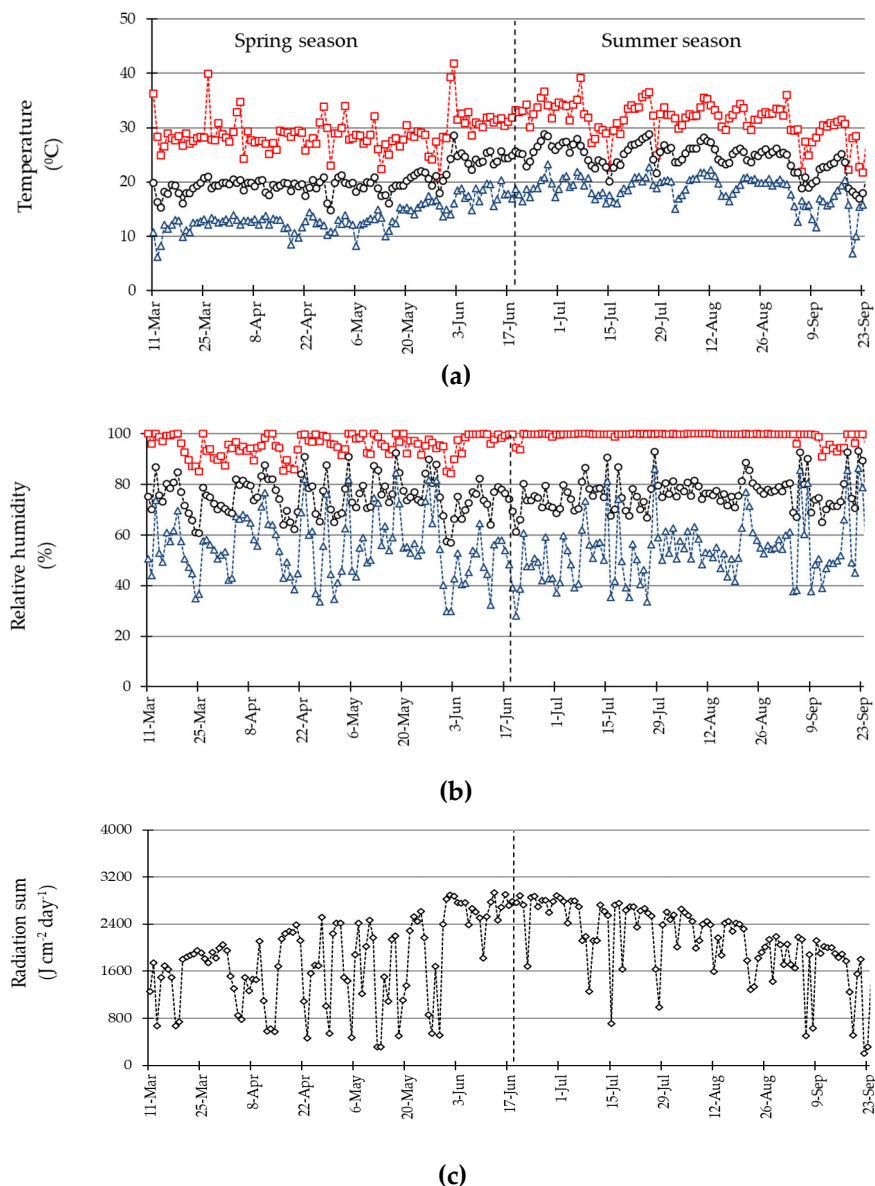 50
Spring season
Summer season
40
30
20
10
0
Temperature
(⁰C)
11-Mar
25-Mar
8-Apr
22-Apr
6-May
20-May
3-Jun
17-Jun
1-Jul
15-Jul
29-Jul
12-Aug
26-Aug
9-Sep
23-Sep
(a)
100
80
60
40
20
0
Relative humidity
(%)
11-Mar
25-Mar
8-Apr
22-Apr
6-May
20-May
3-Jun
17-Jun
1-Jul
15-Jul
29-Jul
12-Aug
26-Aug
9-Sep
23-Sep
(b)
4000
3200
2400
1600
800
0
Radiation sum
(J cm⁻² day⁻¹)
11-Mar
25-Mar
8-Apr
22-Apr
6-May
20-May
3-Jun
17-Jun
1-Jul
15-Jul
29-Jul
12-Aug
26-Aug
9-Sep
23-Sep
(c)